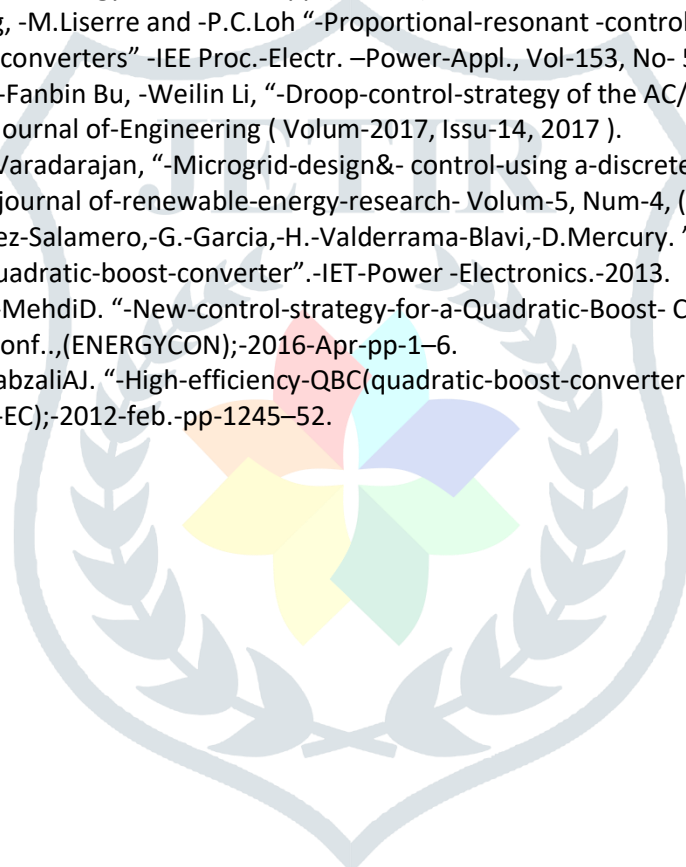 g, -M.Liserre and -P.C.Loh “-Proportional-resonant -control
converters” -IEE Proc.-Electr. –Power-Appl., Vol-153, No- 5
-Fanbin Bu, -Weilin Li, “-Droop-control-strategy of the AC/
ournal of-Engineering ( Volum-2017, Issu-14, 2017 ).
Varadarajan, “-Microgrid-design&- control-using a-discrete
journal of-renewable-energy-research- Volum-5, Num-4, (
ez-Salamero,-G.-Garcia,-H.-Valderrama-Blavi,-D.Mercury. ”
uadratic-boost-converter”.-IET-Power -Electronics.-2013.
-MehdiD. “-New-control-strategy-for-a-Quadratic-Boost- C
onf..,(ENERGYCON);-2016-Apr-pp-1–6.
abzaliAJ. “-High-efficiency-QBC(quadratic-boost-converter
-EC);-2012-feb.-pp-1245–52.
JETIR